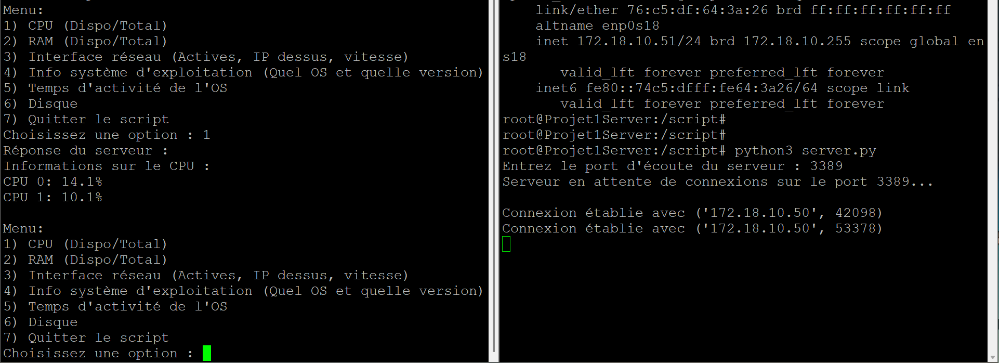 Menu:
1) CPU (Dispo/Total)
2) RAM (Dispo/Total)
3) Interface réseau (Actives, IP dessus, vitesse)
4) Info système d'exploitation (Quel OS et quelle version)
5) Temps d'activité de l'OS
6) Disque
7) Quitter le script
Choisissez une option : 1
Réponse du serveur :
Informations sur le CPU :
CPU 0: 14.1%
CPU 1: 10.1%
Menu:
1) CPU (Dispo/Total)
2) RAM (Dispo/Total)
3) Interface réseau (Actives, IP dessus, vitesse)
4) Info système d'exploitation (Quel OS et quelle version)
5) Temps d'activité de l'OS
6) Disque
7) Quitter le script
Choisissez une option :
link/ether 76:c5:df:64:3a:26 brd ff:ff:ff:ff:ff:ff
altname enp0s18
inet 172.18.10.51/24 brd 172.18.10.255 scope global en
s18
valid_lft forever preferred_lft forever
inet6 fe80::74c5:dfff:fe64:3a26/64 scope link
valid_lft forever preferred_lft forever
root@Projet1Server:/script#
root@Projet1Server:/script#
root@Projet1Server:/script# python3 server.py
Entrez le port d'écoute du serveur : 3389
Serveur en attente de connexions sur le port 3389...
Connexion établie avec ('172.18.10.50', 42098)
Connexion établie avec ('172.18.10.50', 53378)